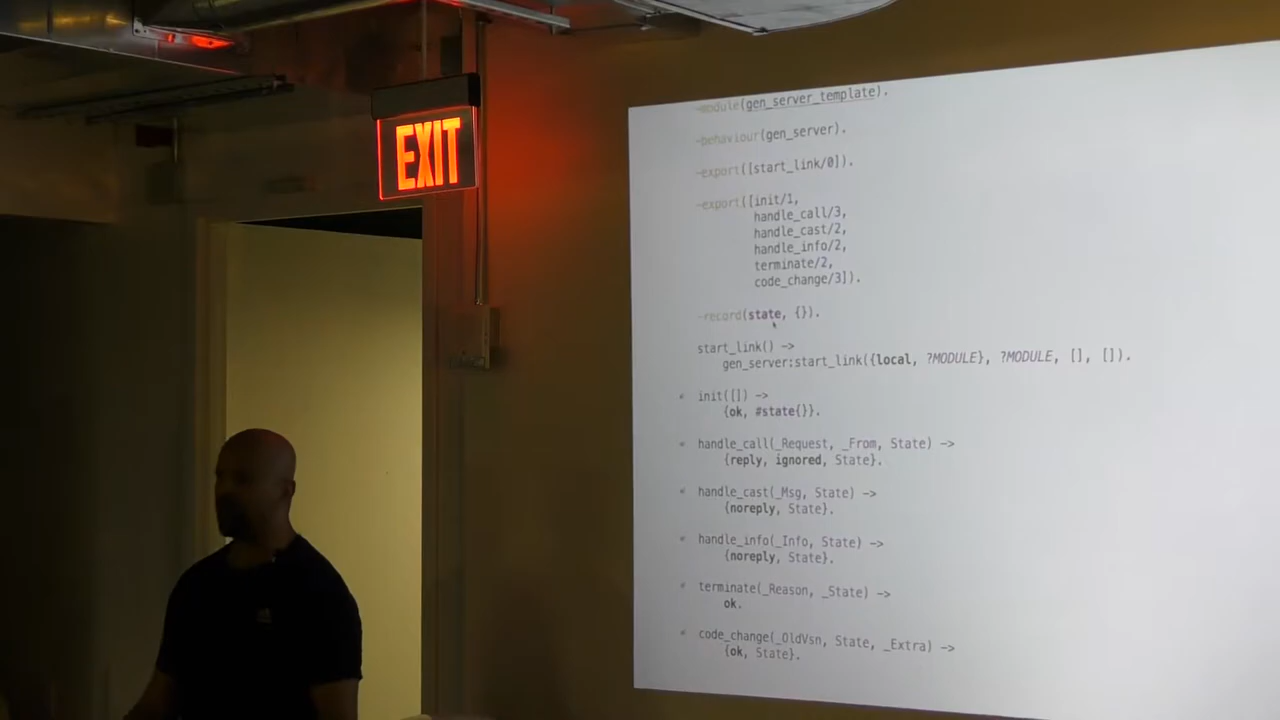 EXIT
-module(gen_server_template).
-behaviour(gen_server).
-export([start_link/0]).
-export([init/1,
handle_call/3,
handle_cast/2,
handle_info/2,
terminate/2,
code_change/3]).
-record(state, {}).
start_link() ->
gen_server:start_link({local, ?MODULE}, ?MODULE, [], []).
init([]) ->
{ok, #state{}}.
handle_call(_Request, _From, State) ->
{reply, ignored, State}.
handle_cast(_Msg, State) ->
{noreply, State}.
handle_info(_Info, State) ->
{noreply, State}.
terminate(_Reason, _State) ->
ok.
code_change(_OldVsn, State, _Extra) ->
{ok, State}.